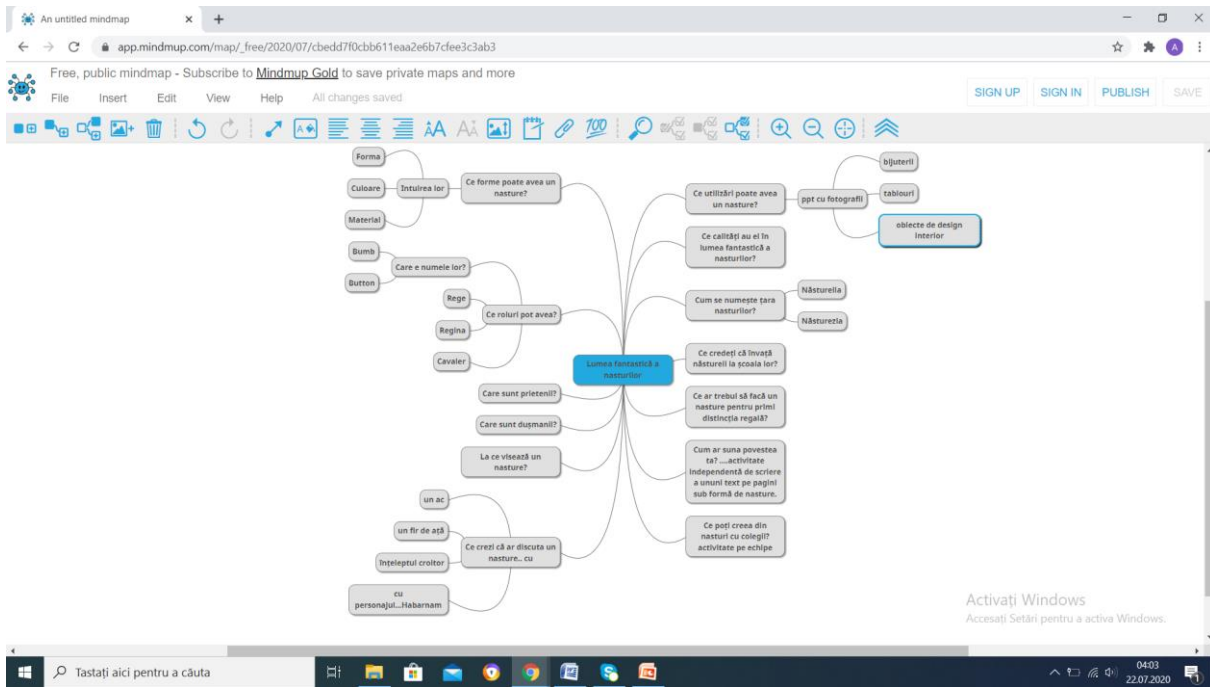 An untitled mindmap
app.mindmup.com/map/_free/2020/07/cbedd7f0cbb611eaa2e6b7cfee3c3ab3
A
Free, public mindmap - Subscribe to Mindmup Gold to save private maps and more
File Insert Edit View Help All changes saved
SIGN UP SIGN IN PUBLISH SAVE
Forma
Culoare
Material
Intuirea lor
Ce forme poate avea un
nasture?
Bumb
Button
Care e numele lor?
Rege
Regina
Cavaler
Ce roluri pot avea?
Care sunt prietenii?
Care sunt dușmanii?
La ce visează un
nasture?
un ac
un fir de ață
înțeleptul croitor
cu
personajul...Habarnam
Ce crezi că ar discuta un
nasture.. cu
Lumea fantastică a
nasturilor
Ce utilizări poate avea
un nasture?
ppt cu fotografii
bijuterii
tablouri
obiecte de design
interior
Ce calități au ei în
lumea fantastică a
nasturilor?
Cum se numește țara
nasturilor?
Năsturelia
Năsturezia
Ce credeți că învață
năstureii la școala lor?
Ce ar trebui să facă un
nasture pentru primi
distincția regală?
Cum ar suna povestea
ta? ....activitate
independentă de scriere
a ununi text pe pagini
sub formă de nasture.
Ce poți creea din
nasturi cu colegii?
activitate pe echipe
Activați Windows
Accesați Setări pentru a activa Windows.
Tastați aici pentru a căuta
04:03
22.07.2020